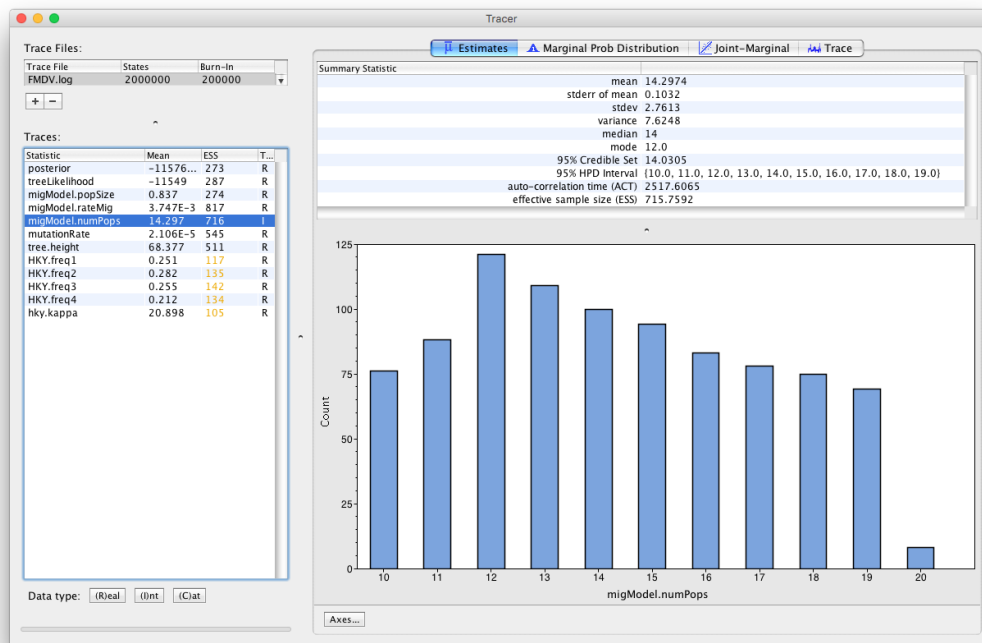 Tracer
Trace Files:
Trace File States Burn-In
FMDV.log 2000000 200000
+ −
Traces:
Statistic Mean ESS T...
posterior -11576... 273 R
treeLikelihood -11549 287 R
migModel.popSize 0.837 274 R
migModel.rateMig 3.747E-3 817 R
migModel.numPops 14.297 716 I
mutationRate 2.106E-5 545 R
tree.height 68.377 511 R
HKY.freq1 0.251 117 R
HKY.freq2 0.282 135 R
HKY.freq3 0.255 142 R
HKY.freq4 0.212 134 R
hky.kappa 20.898 105 R
Data type: (R)eal (I)nt (C)at
Estimates Marginal Prob Distribution Joint-Marginal Trace
Summary Statistic
mean 14.2974
stderr of mean 0.1032
stdev 2.7613
variance 7.6248
median 14
mode 12.0
95% Credible Set 14.0305
95% HPD Interval {10.0, 11.0, 12.0, 13.0, 14.0, 15.0, 16.0, 17.0, 18.0, 19.0}
auto-correlation time (ACT) 2517.6065
effective sample size (ESS) 715.7592
125
100
75
50
25
0
Count
10 11 12 13 14 15 16 17 18 19 20
migModel.numPops
Axes...